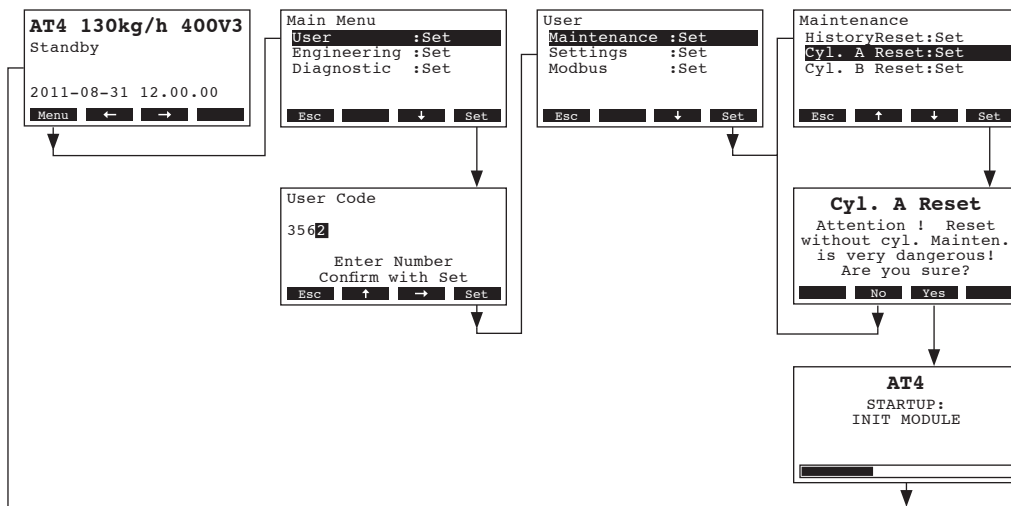 AT4 130kg/h 400V3
Standby
2011-08-31 12.00.00
Menu ← →
Main Menu
User :Set
Engineering :Set
Diagnostic :Set
Esc ↓ Set
User Code
3562
Enter Number
Confirm with Set
Esc ↑ → Set
User
Maintenance :Set
Settings :Set
Modbus :Set
Esc ↓ Set
Maintenance
HistoryReset:Set
Cyl. A Reset:Set
Cyl. B Reset:Set
Esc ↑ ↓ Set
Cyl. A Reset
Attention ! Reset
without cyl. Mainten.
is very dangerous!
Are you sure?
No Yes
AT4
STARTUP:
INIT MODULE